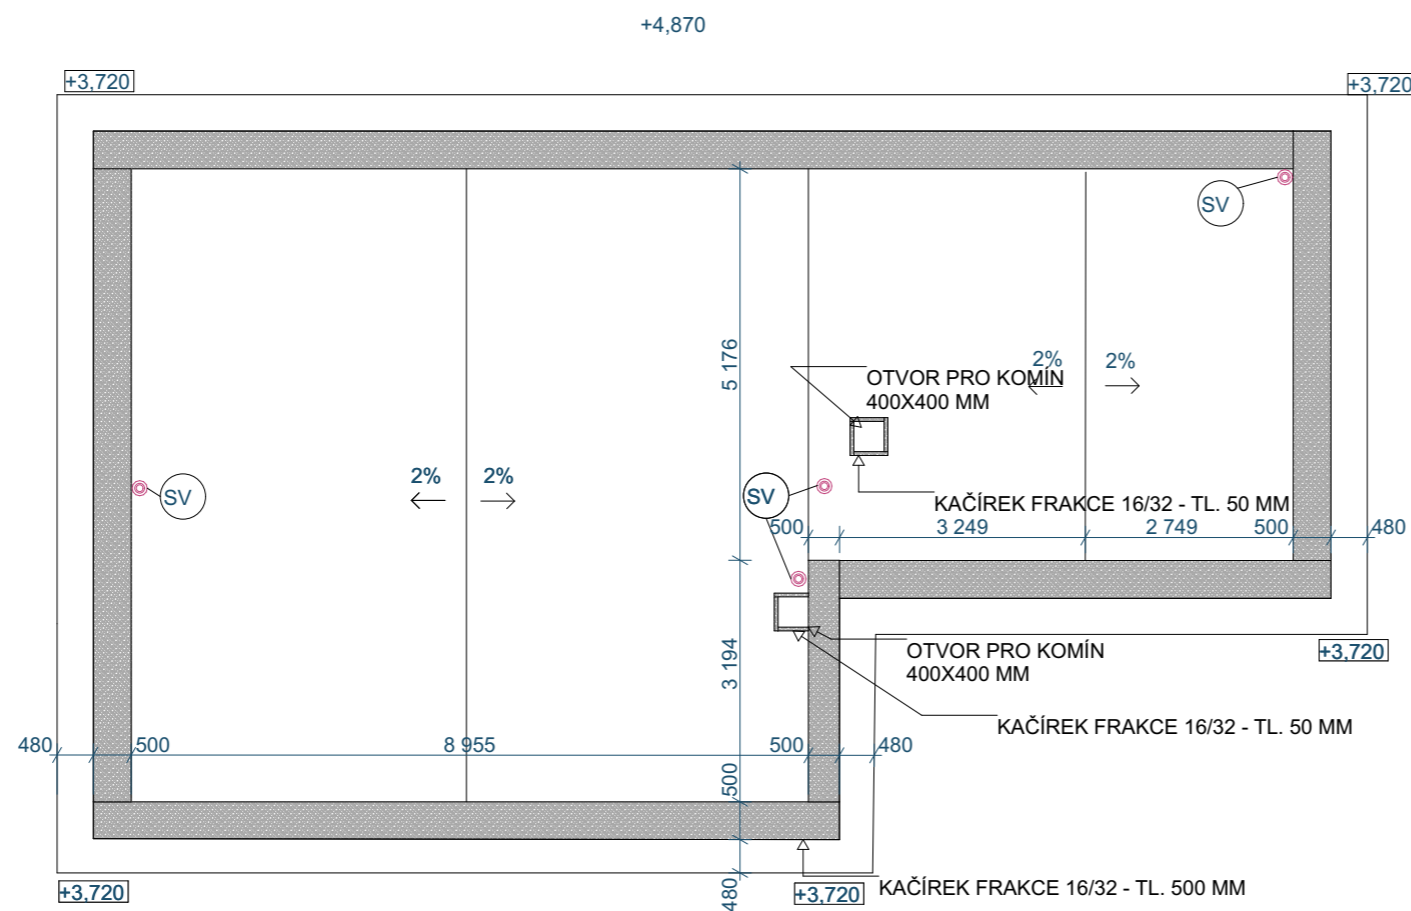 +4,870
+3,720
+3,720
SV
5 176
2%
2%
OTVOR PRO KOMÍN
400X400 MM
2%
2%
SV
SV
KAČÍREK FRAKCE 16/32 - TL. 50 MM
500
3 249
2 749
500
480
3 194
OTVOR PRO KOMÍN
400X400 MM
+3,720
KAČÍREK FRAKCE 16/32 - TL. 50 MM
480
500
8 955
500
480
500
+3,720
480
+3,720
KAČÍREK FRAKCE 16/32 - TL. 500 MM